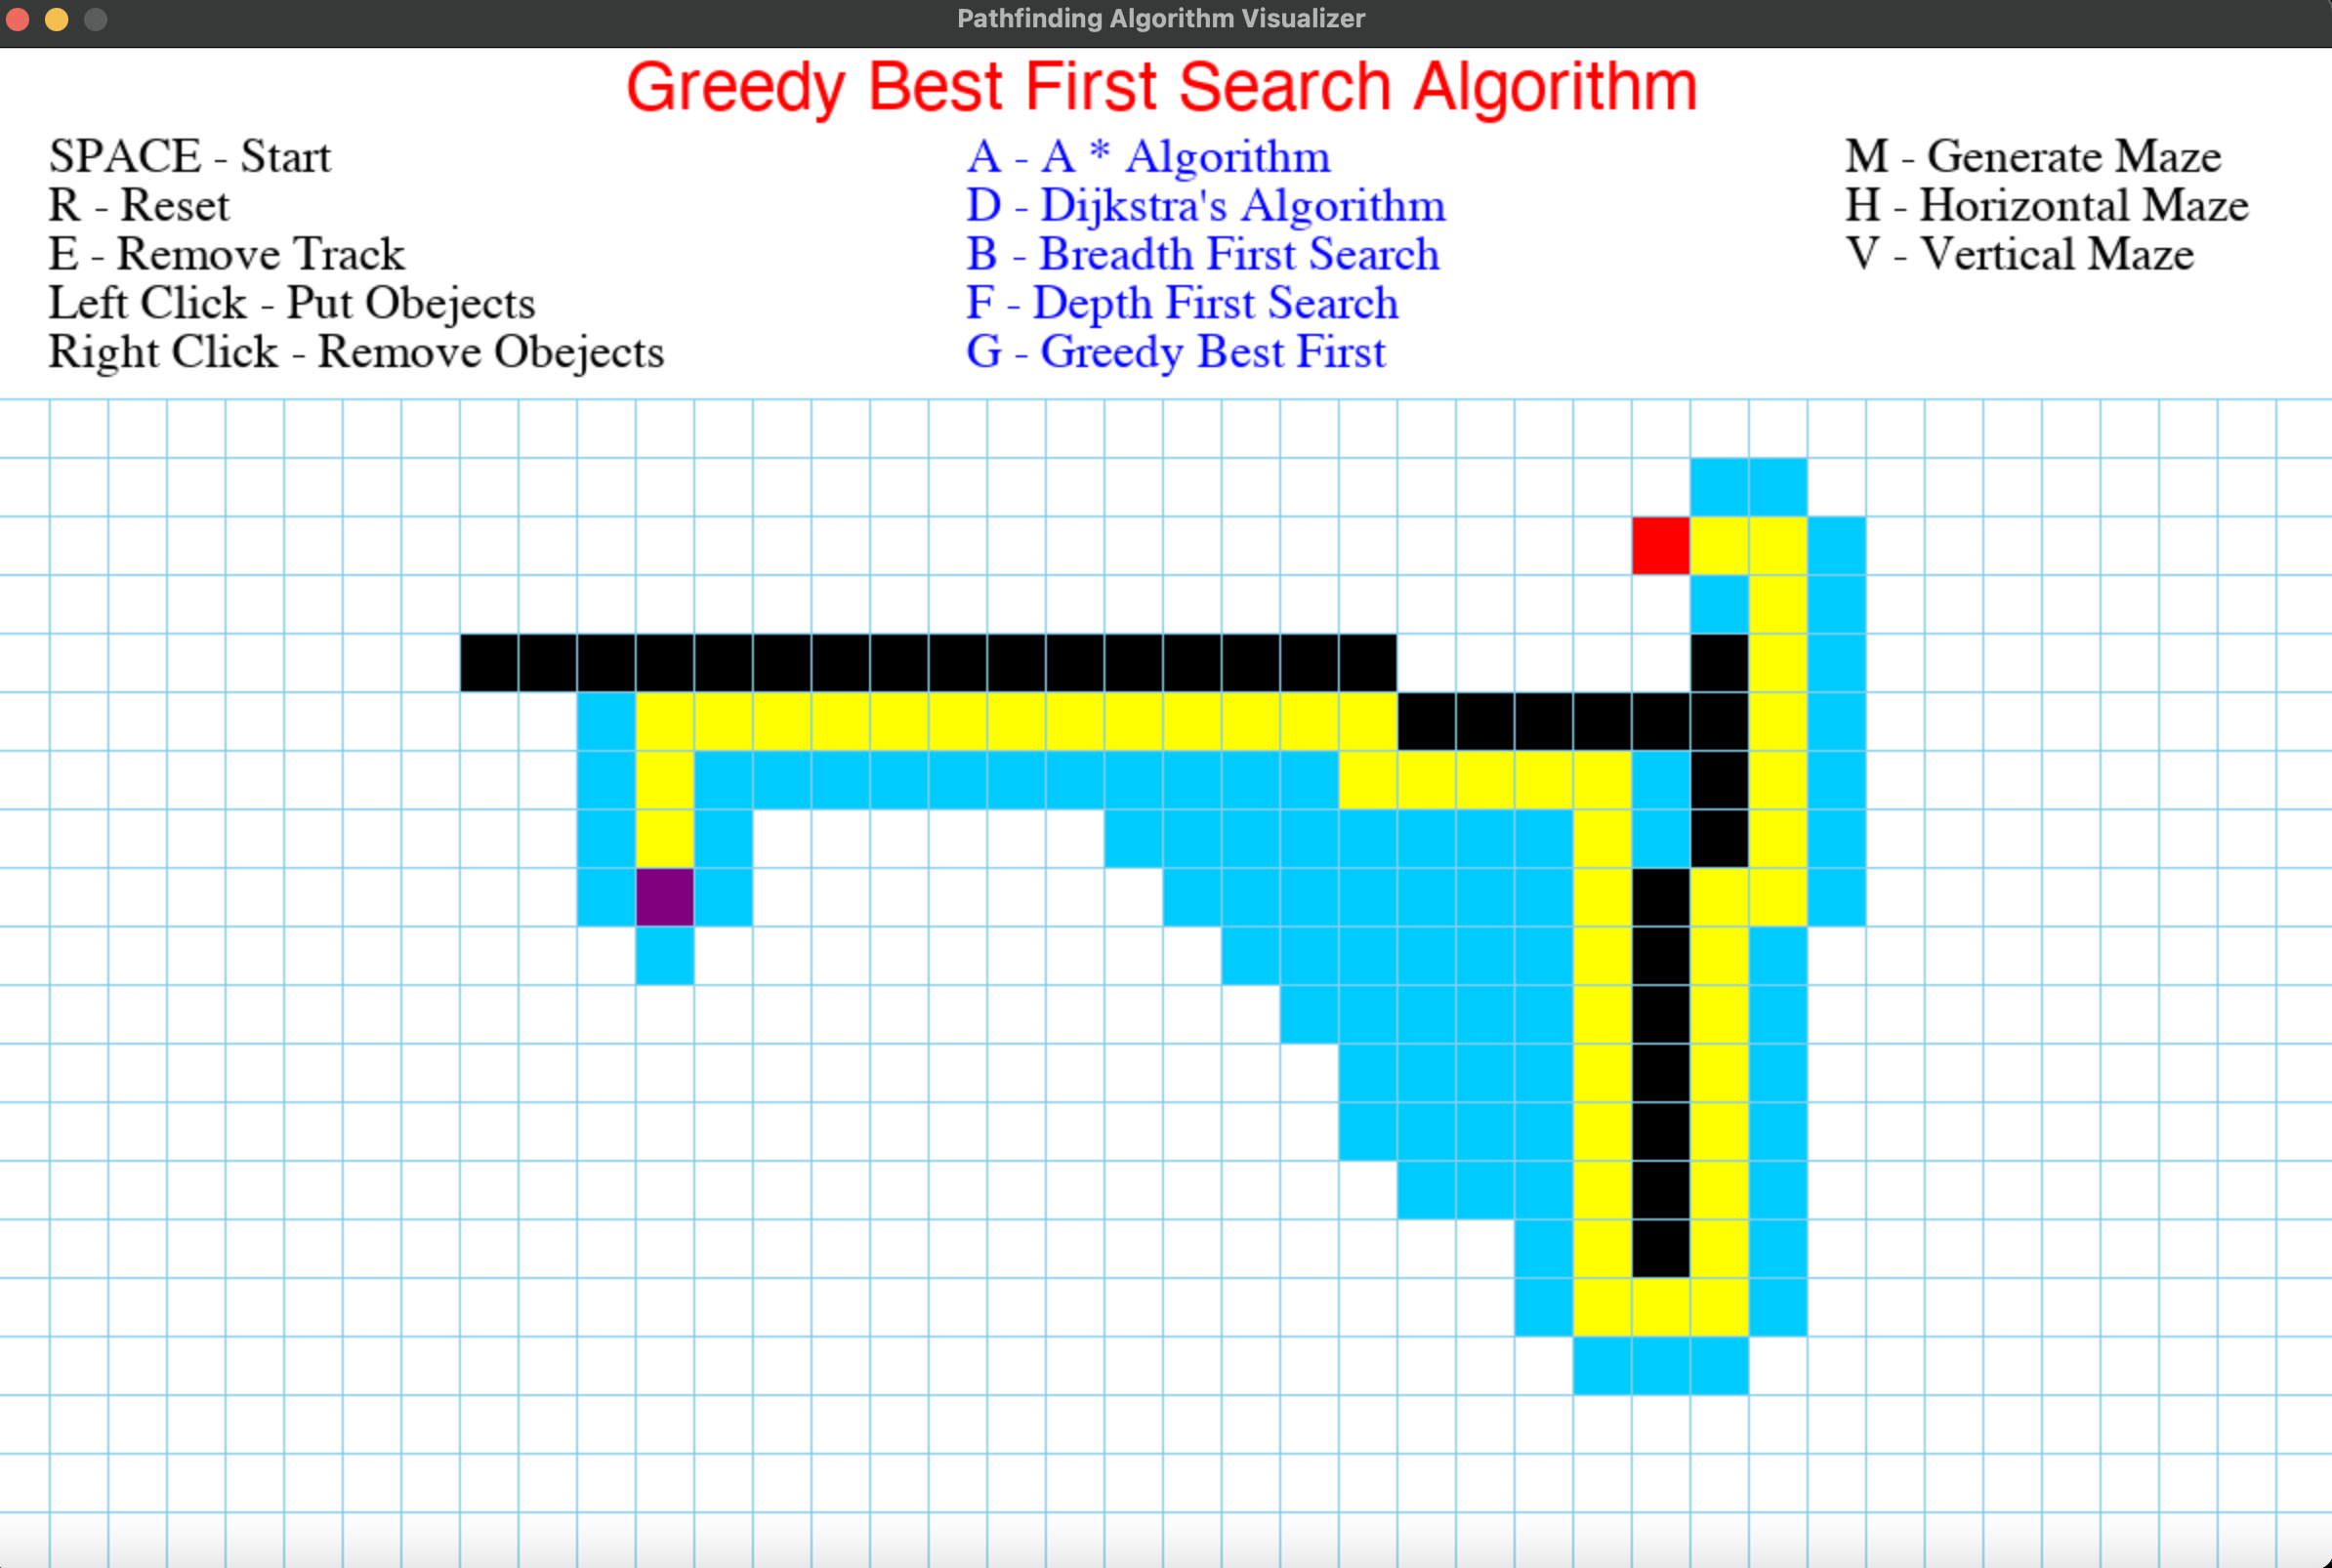 Pathfinding Algorithm Visualizer
Greedy Best First Search Algorithm
SPACE - Start
R - Reset
E - Remove Track
Left Click - Put Obejects
Right Click - Remove Obejects
A - A * Algorithm
D - Dijkstra's Algorithm
B - Breadth First Search
F - Depth First Search
G - Greedy Best First
M - Generate Maze
H - Horizontal Maze
V - Vertical Maze